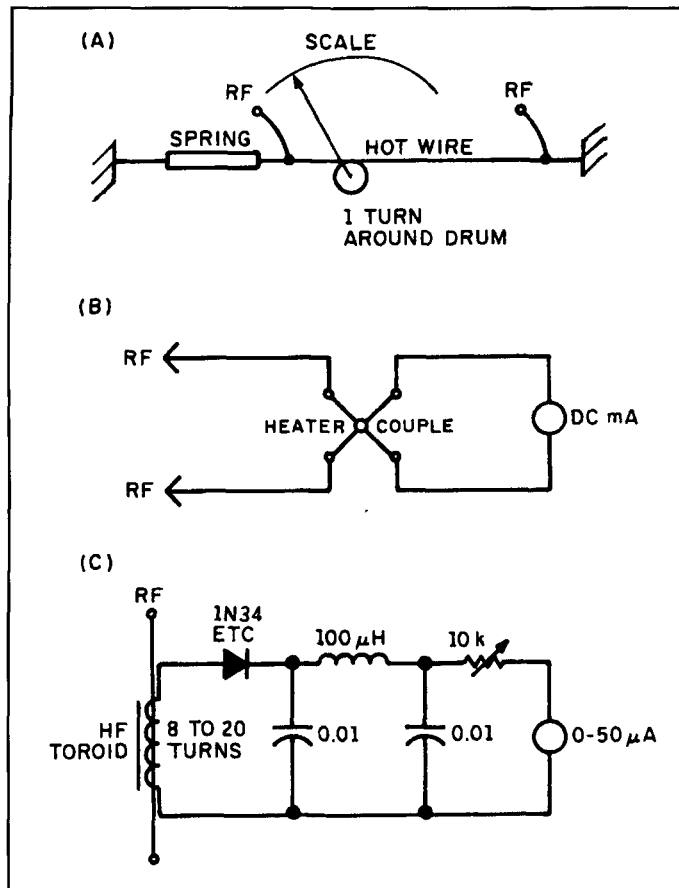 (A)
SCALE
RF
RF
SPRING
HOT WIRE
1 TURN
AROUND DRUM
(B)
RF
HEATER
COUPLE
DC mA
RF
(C)
RF
1N34
ETC
100 μH
10 k
HF
TOROID
8 TO 20
TURNS
0.01
0.01
0-50 μA